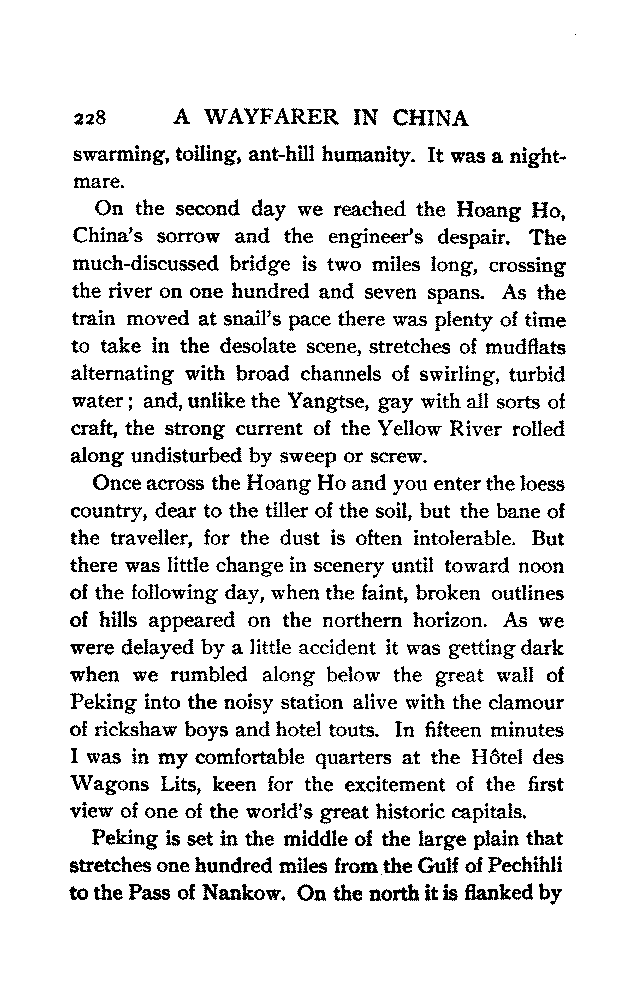 228 A WAYFARER IN CHINA
swarming, toiling, ant-hill humanity. It was a night-
mare.
On the second day we reached the Hoang Ho,
China's sorrow and the engineer's despair. The
much-discussed bridge is two miles long, crossing
the river on one hundred and seven spans. As the
train moved at snail's pace there was plenty of time
to take in the desolate scene, stretches of mudflats
alternating with broad channels of swirling, turbid
water; and, unlike the Yangtse, gay with all sorts of
craft, the strong current of the Yellow River rolled
along undisturbed by sweep or screw.
Once across the Hoang Ho and you enter the loess
country, dear to the tiller of the soil, but the bane of
the traveller, for the dust is often intolerable. But
there was little change in scenery until toward noon
of the following day, when the faint, broken outlines
of hills appeared on the northern horizon. As we
were delayed by a little accident it was getting dark
when we rumbled along below the great wall of
Peking into the noisy station alive with the clamour
of rickshaw boys and hotel touts. In fifteen minutes
I was in my comfortable quarters at the Hôtel des
Wagons Lits, keen for the excitement of the first
view of one of the world's great historic capitals.
Peking is set in the middle of the large plain that
stretches one hundred miles from the Gulf of Pechihli
to the Pass of Nankow. On the north it is flanked by